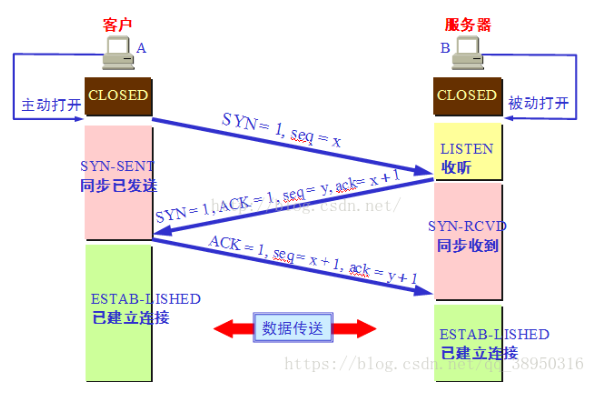 客户
服务器
A
B
CLOSED
CLOSED
主动打开
被动打开
SYN = 1, seq = x
LISTEN
收听
SYN-SENT
同步已发送
SYN = 1, ACK = 1, seq = y, ack= x + 1
http://blog.csdn.net/
SYN-RCVD
同步收到
ACK = 1, seq = x + 1, ack = y + 1
ESTAB-LISHED
已建立连接
数据传送
ESTAB-LISHED
已建立连接
https://blog.csdn.net/qq_38950316